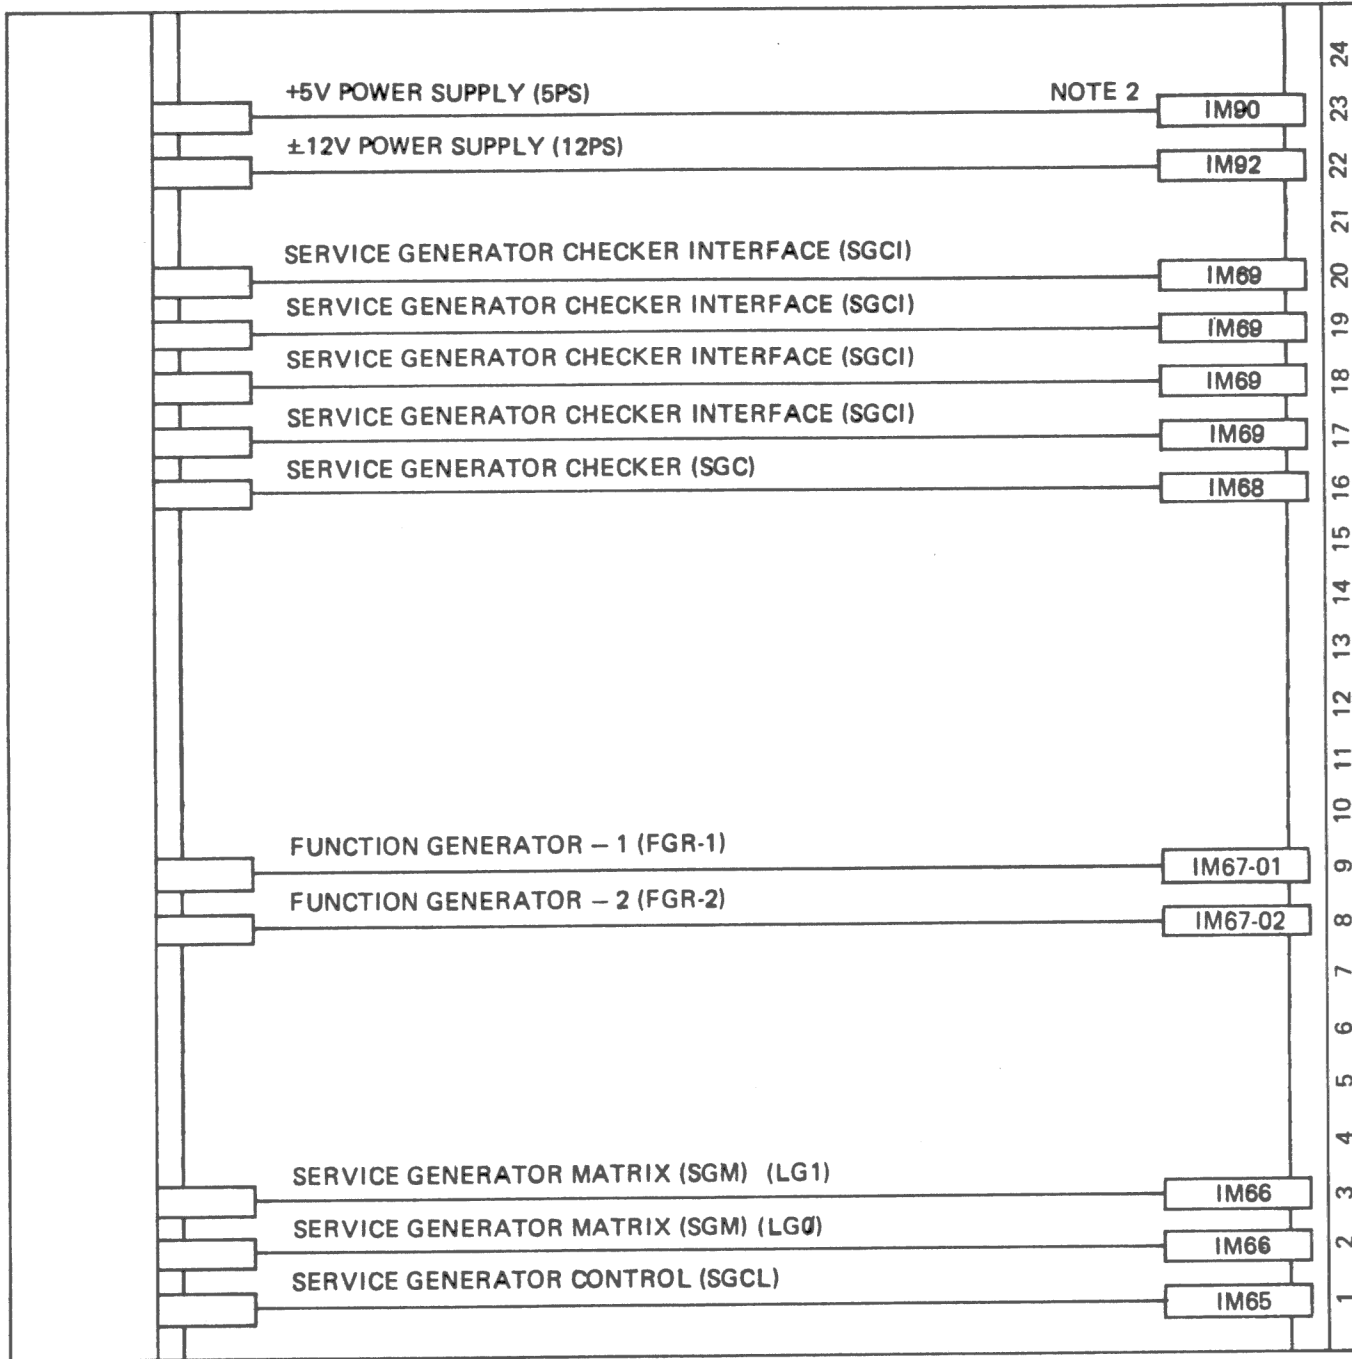 24
+5V POWER SUPPLY (5PS) NOTE 2 IM90 23
±12V POWER SUPPLY (12PS) IM92 22
21
SERVICE GENERATOR CHECKER INTERFACE (SGCI) IM69 20
SERVICE GENERATOR CHECKER INTERFACE (SGCI) IM69 19
SERVICE GENERATOR CHECKER INTERFACE (SGCI) IM69 18
SERVICE GENERATOR CHECKER INTERFACE (SGCI) IM69 17
SERVICE GENERATOR CHECKER (SGC) IM68 16
15
14
13
12
11
10
FUNCTION GENERATOR – 1 (FGR-1) IM67-01 9
FUNCTION GENERATOR – 2 (FGR-2) IM67-02 8
7
6
5
4
SERVICE GENERATOR MATRIX (SGM) (LG1) IM66 3
SERVICE GENERATOR MATRIX (SGM) (LG0) IM66 2
SERVICE GENERATOR CONTROL (SGCL) IM65 1